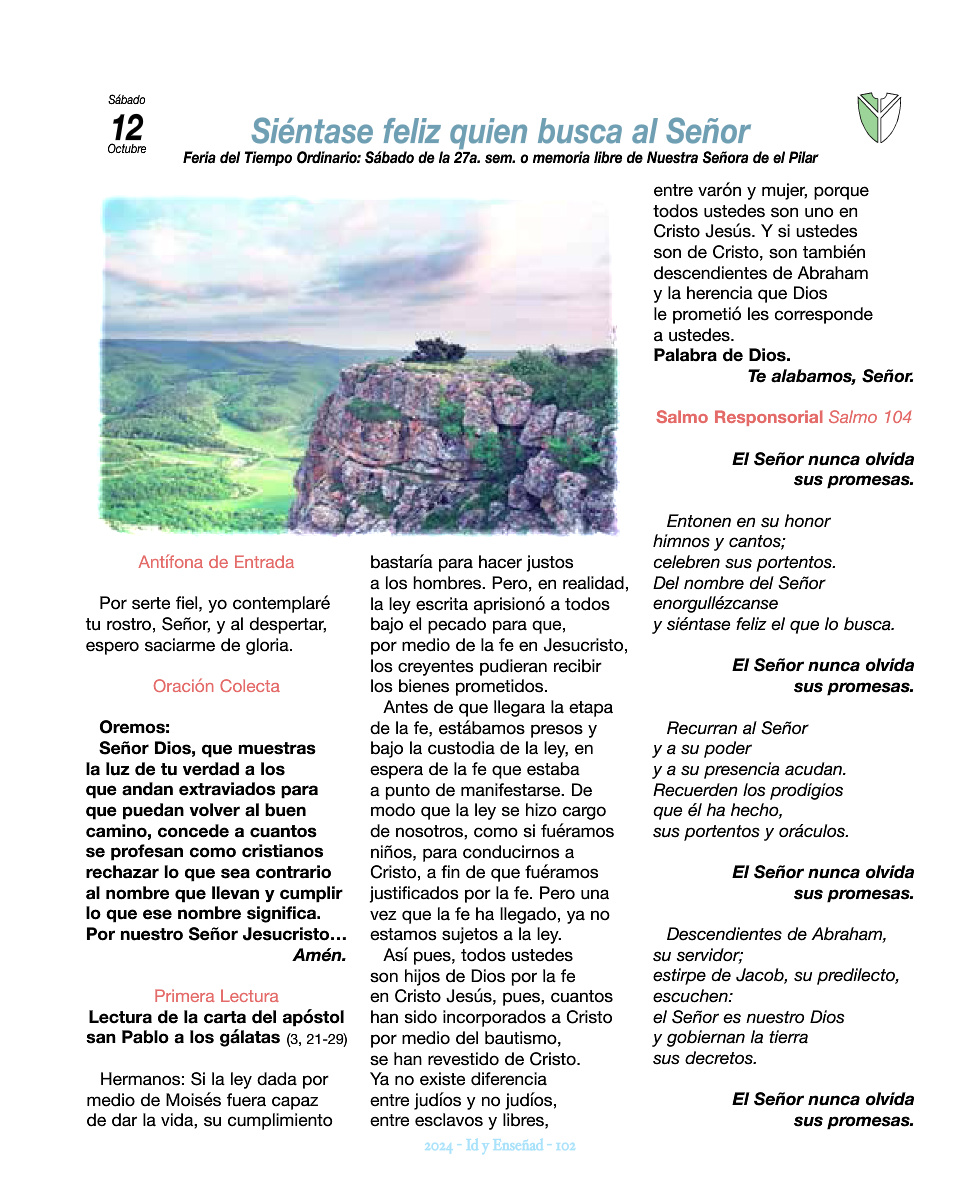 Sábado
12
Octubre
Siéntase feliz quien busca al Señor
Feria del Tiempo Ordinario: Sábado de la 27a. sem. o memoria libre de Nuestra Señora de el Pilar
Antífona de Entrada
Por serte fiel, yo contemplaré
tu rostro, Señor, y al despertar,
espero saciarme de gloria.
Oración Colecta
Oremos:
Señor Dios, que muestras
la luz de tu verdad a los
que andan extraviados para
que puedan volver al buen
camino, concede a cuantos
se profesan como cristianos
rechazar lo que sea contrario
al nombre que llevan y cumplir
lo que ese nombre significa.
Por nuestro Señor Jesucristo…
Amén.
Primera Lectura
Lectura de la carta del apóstol
san Pablo a los gálatas (3, 21-29)
Hermanos: Si la ley dada por
medio de Moisés fuera capaz
de dar la vida, su cumplimiento
bastaría para hacer justos
a los hombres. Pero, en realidad,
la ley escrita aprisionó a todos
bajo el pecado para que,
por medio de la fe en Jesucristo,
los creyentes pudieran recibir
los bienes prometidos.
Antes de que llegara la etapa
de la fe, estábamos presos y
bajo la custodia de la ley, en
espera de la fe que estaba
a punto de manifestarse. De
modo que la ley se hizo cargo
de nosotros, como si fuéramos
niños, para conducirnos a
Cristo, a fin de que fuéramos
justificados por la fe. Pero una
vez que la fe ha llegado, ya no
estamos sujetos a la ley.
Así pues, todos ustedes
son hijos de Dios por la fe
en Cristo Jesús, pues, cuantos
han sido incorporados a Cristo
por medio del bautismo,
se han revestido de Cristo.
Ya no existe diferencia
entre judíos y no judíos,
entre esclavos y libres,
entre varón y mujer, porque
todos ustedes son uno en
Cristo Jesús. Y si ustedes
son de Cristo, son también
descendientes de Abraham
y la herencia que Dios
le prometió les corresponde
a ustedes.
Palabra de Dios.
Te alabamos, Señor.
Salmo Responsorial Salmo 104
El Señor nunca olvida
sus promesas.
Entonen en su honor
himnos y cantos;
celebren sus portentos.
Del nombre del Señor
enorgullézcanse
y siéntase feliz el que lo busca.
El Señor nunca olvida
sus promesas.
Recurran al Señor
y a su poder
y a su presencia acudan.
Recuerden los prodigios
que él ha hecho,
sus portentos y oráculos.
El Señor nunca olvida
sus promesas.
Descendientes de Abraham,
su servidor;
estirpe de Jacob, su predilecto,
escuchen:
el Señor es nuestro Dios
y gobiernan la tierra
sus decretos.
El Señor nunca olvida
sus promesas.
2024 - Id y Enseñad - 102